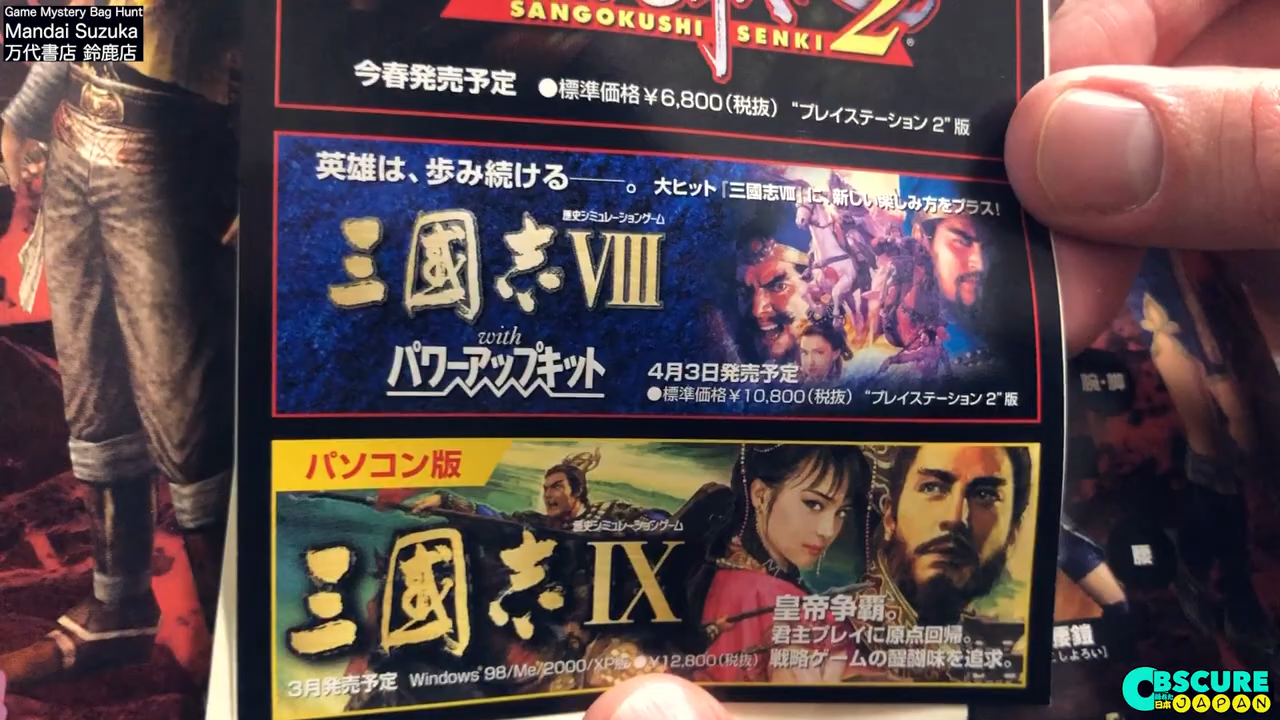 Game Mystery Bag Hunt
Mandai Suzuka
万代書店 鈴鹿店
SANGOKUSHI SENKI 2
今春発売予定 ●標準価格¥6,800(税抜) "プレイステーション 2"版
英雄は、歩み続ける――。
大ヒット『三國志VIII』に、新しい楽しみ方をプラス!
歴史シミュレーションゲーム
三國志VIII
with
パワーアップキット
4月3日発売予定
●標準価格¥10,800(税抜) "プレイステーション 2"版
パソコン版
歴史シミュレーションゲーム
三國志IX
皇帝争覇。
君主プレイに原点回帰。
戦略ゲームの醍醐味を追求。
3月発売予定 Windows®98/Me/2000/XP版 ●¥12,800(税抜)
腕・脚
腰
OBSCURE
隠れた
日本 JAPAN